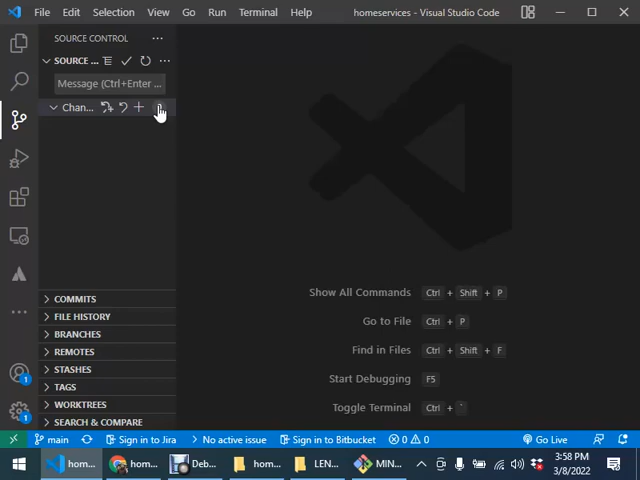 File Edit Selection View Go Run Terminal Help homeservices - Visual Studio Code
SOURCE CONTROL
SOURCE ...
Message (Ctrl+Enter ...
Chan...
Show All Commands Ctrl + Shift + P
Go to File Ctrl + P
Find in Files Ctrl + Shift + F
Start Debugging F5
Toggle Terminal Ctrl + `
COMMITS
FILE HISTORY
BRANCHES
REMOTES
STASHES
TAGS
WORKTREES
SEARCH & COMPARE
1
1
main Sign in to Jira No active issue Sign in to Bitbucket 0 0 Go Live
hom... hom... Deb... hom... LEN... MIN... 3:58 PM
3/8/2022